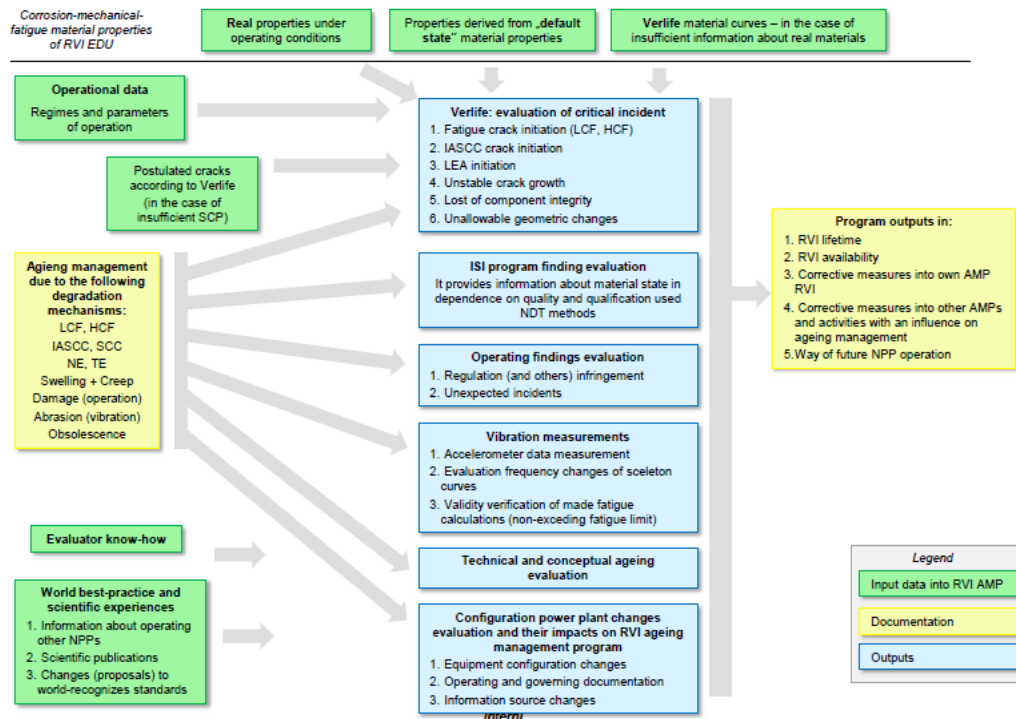 Corrosion-mechanical-
fatigue material properties
of RVI EDU
Real properties under
operating conditions
Properties derived from „default
state" material properties
Verlife material curves – in the case of
insufficient information about real materials
Operational data
Regimes and parameters
of operation
Postulated cracks
according to Verlife
(in the case of
insufficient SCP)
Agieng management
due to the following
degradation
mechanisms:
LCF, HCF
IASCC, SCC
NE, TE
Swelling + Creep
Damage (operation)
Abrasion (vibration)
Obsolescence
Evaluator know-how
World best-practice and
scientific experiences
1. Information about operating
other NPPs
2. Scientific publications
3. Changes (proposals) to
world-recognizes standards
Verlife: evaluation of critical incident
1. Fatigue crack initiation (LCF, HCF)
2. IASCC crack initiation
3. LEA initiation
4. Unstable crack growth
5. Lost of component integrity
6. Unallowable geometric changes
ISI program finding evaluation
It provides information about material state in
dependence on quality and qualification used
NDT methods
Operating findings evaluation
1. Regulation (and others) infringement
2. Unexpected incidents
Vibration measurements
1. Accelerometer data measurement
2. Evaluation frequency changes of sceleton
curves
3. Validity verification of made fatigue
calculations (non-exceding fatigue limit)
Technical and conceptual ageing
evaluation
Configuration power plant changes
evaluation and their impacts on RVI ageing
management program
1. Equipment configuration changes
2. Operating and governing documentation
3. Information source changes
Interní
Program outputs in:
1. RVI lifetime
2. RVI availability
3. Corrective measures into own AMP
RVI
4. Corrective measures into other AMPs
and activities with an influence on
ageing management
5.Way of future NPP operation
Legend
Input data into RVI AMP
Documentation
Outputs